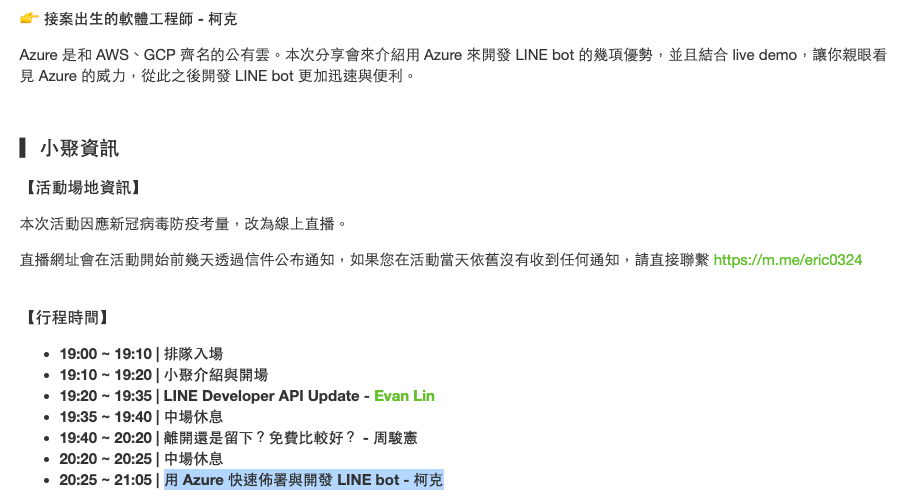 👉 接案出生的軟體工程師 - 柯克
Azure 是和 AWS、GCP 齊名的公有雲。本次分享會來介紹用 Azure 來開發 LINE bot 的幾項優勢，並且結合 live demo，讓你親眼看
見 Azure 的威力，從此之後開發 LINE bot 更加迅速與便利。
▍小聚資訊
【活動場地資訊】
本次活動因應新冠病毒防疫考量，改為線上直播。
直播網址會在活動開始前幾天透過信件公布通知，如果您在活動當天依舊沒有收到任何通知，請直接聯繫 https://m.me/eric0324
【行程時間】
• 19:00 ~ 19:10 | 排隊入場
• 19:10 ~ 19:20 | 小聚介紹與開場
• 19:20 ~ 19:35 | LINE Developer API Update - Evan Lin
• 19:35 ~ 19:40 | 中場休息
• 19:40 ~ 20:20 | 離開還是留下？免費比較好？ - 周駿憲
• 20:20 ~ 20:25 | 中場休息
• 20:25 ~ 21:05 | 用 Azure 快速佈署與開發 LINE bot - 柯克